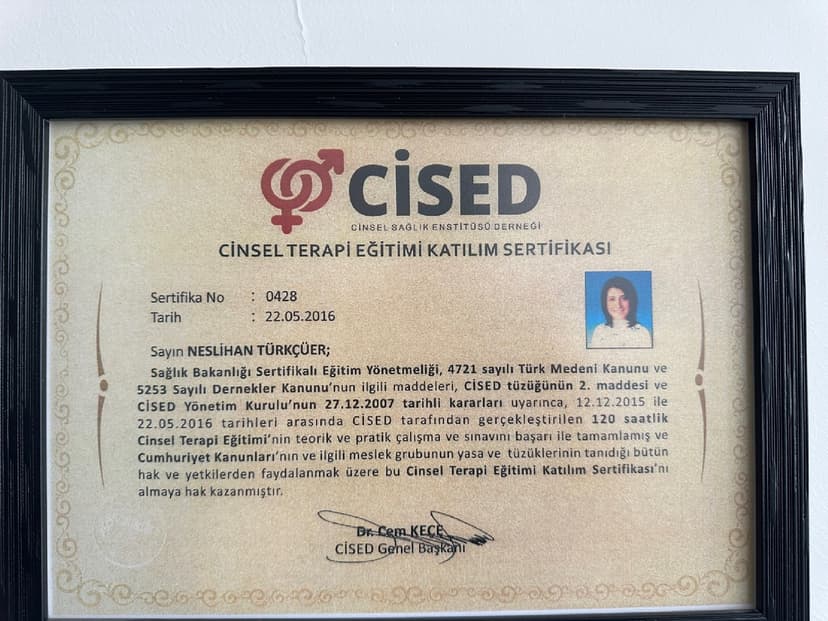 CİSED
CİNSEL SAĞLIK ENSTİTÜSÜ DERNEĞİ
CİNSEL TERAPİ EĞİTİMİ KATILIM SERTİFİKASI
Sertifika No : 0428
Tarih : 22.05.2016
Sayın NESLİHAN TÜRKÇÜER;
Sağlık Bakanlığı Sertifikalı Eğitim Yönetmeliği, 4721 sayılı Türk Medeni Kanunu ve
5253 Sayılı Dernekler Kanunu'nun ilgili maddeleri, CİSED tüzüğünün 2. maddesi ve
CİSED Yönetim Kurulu'nun 27.12.2007 tarihli kararları uyarınca, 12.12.2015 ile
22.05.2016 tarihleri arasında CİSED tarafından gerçekleştirilen 120 saatlik
Cinsel Terapi Eğitimi'nin teorik ve pratik çalışma ve sınavını başarı ile tamamlamış ve
Cumhuriyet Kanunları'nın ve ilgili meslek grubunun yasa ve tüzüklerinin tanıdığı bütün
hak ve yetkilerden faydalanmak üzere bu Cinsel Terapi Eğitimi Katılım Sertifikası'nı
almaya hak kazanmıştır.
Dr. Cem KEÇE
CİSED Genel Başkanı